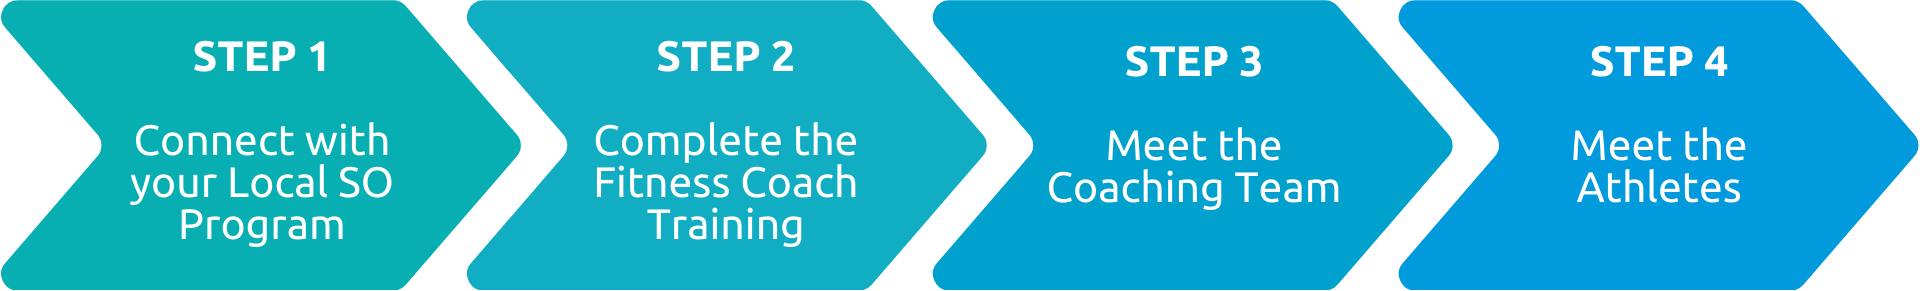 STEP 1
Connect with
your Local SO
Program
STEP 2
Complete the
Fitness Coach
Training
STEP 3
Meet the
Coaching Team
STEP 4
Meet the
Athletes